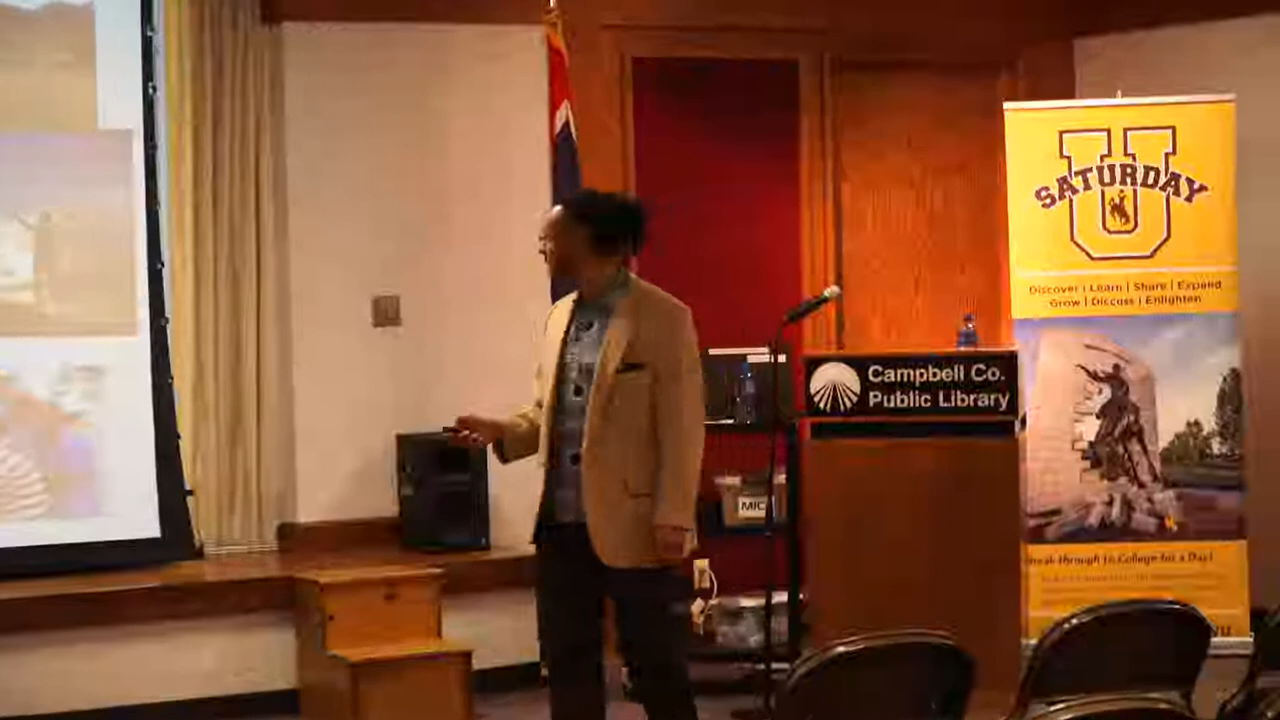 U
SATURDAY
Discover | Learn | Share | Expand
Grow | Discuss | Enlighten
Campbell Co.
Public Library
MIC
Break through to College for a Day!